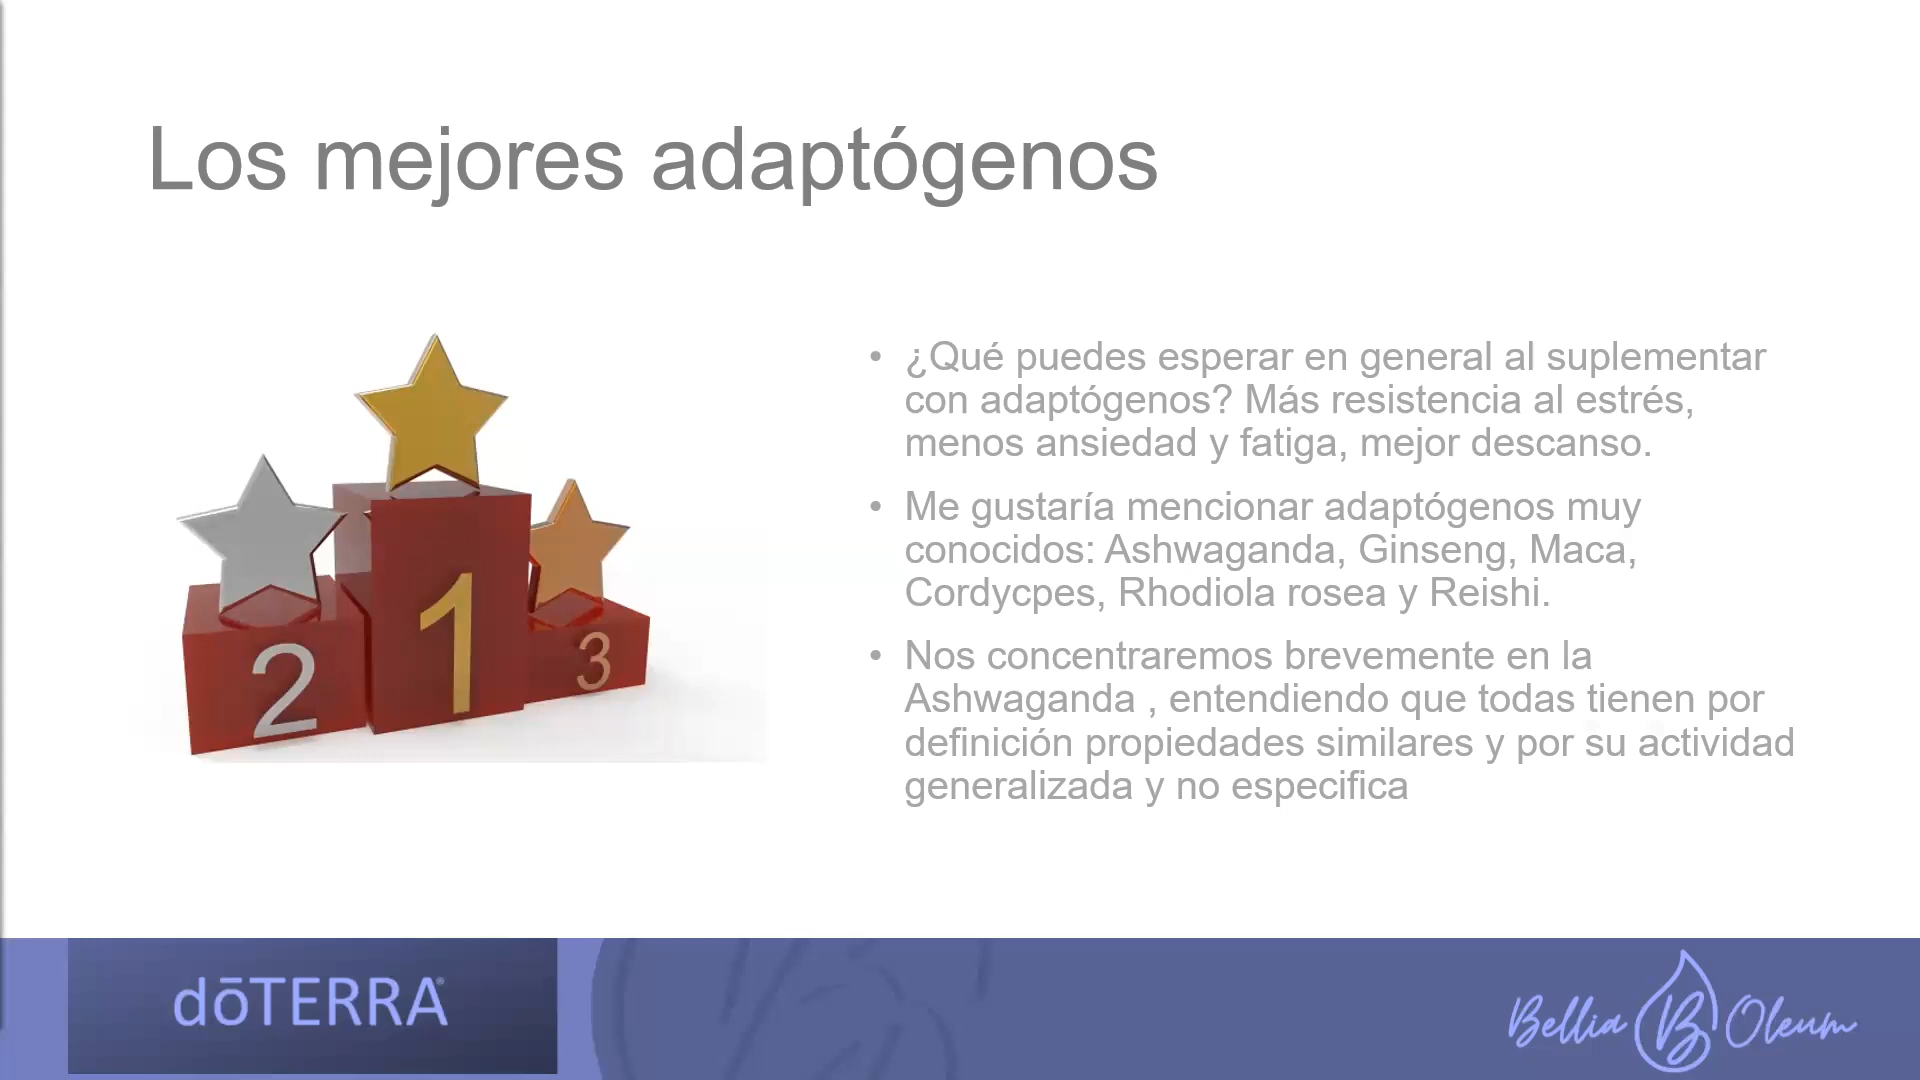 Los mejores adaptógenos
2
1
3
• ¿Qué puedes esperar en general al suplementar
con adaptógenos? Más resistencia al estrés,
menos ansiedad y fatiga, mejor descanso.
• Me gustaría mencionar adaptógenos muy
conocidos: Ashwaganda, Ginseng, Maca,
Cordycpes, Rhodiola rosea y Reishi.
• Nos concentraremos brevemente en la
Ashwaganda , entendiendo que todas tienen por
definición propiedades similares y por su actividad
generalizada y no especifica
dōTERRA®
Bellia B Oleum